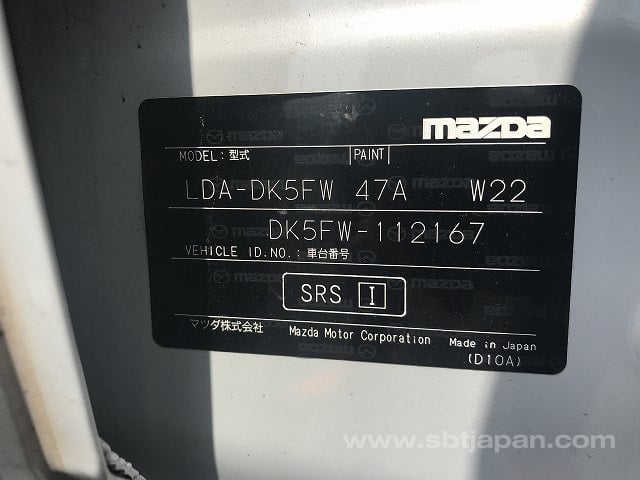 mazda
MODEL: 型式 PAINT
LDA-DK5FW 47A W22
DK5FW-112167
VEHICLE ID.NO.: 車台番号
SRS I
マツダ株式会社 Mazda Motor Corporation Made in Japan
(D10A)
www.sbtjapan.com